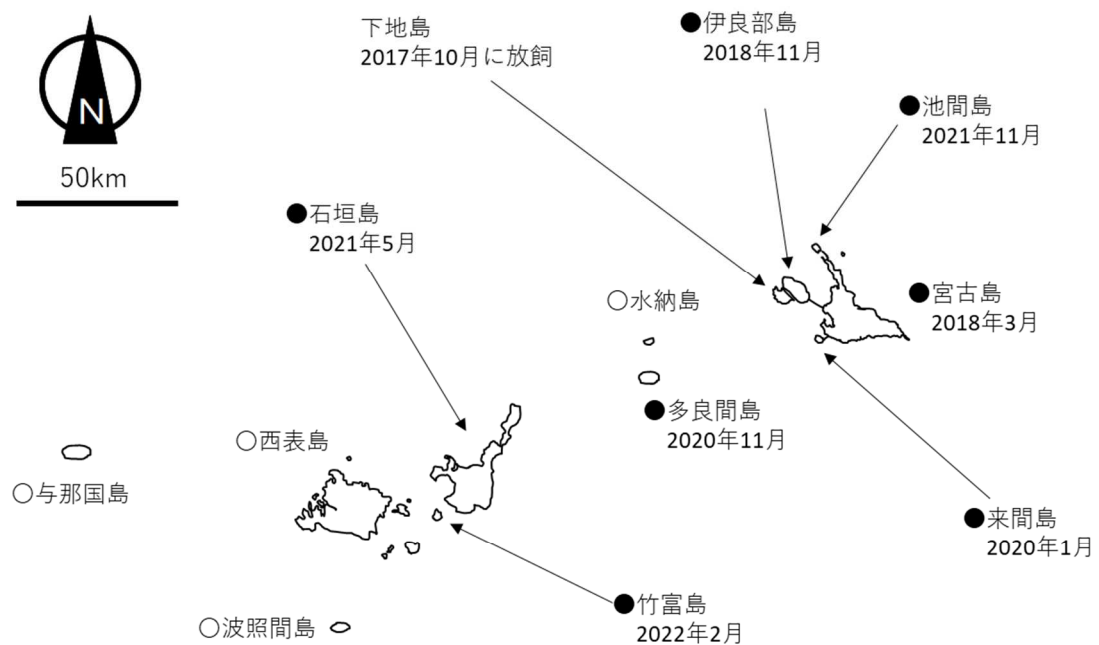 下地島
2017年10月に放飼
●伊良部島
2018年11月
N
●池間島
2021年11月
50km
●石垣島
2021年5月
○水納島
●宮古島
2018年3月
●多良間島
2020年11月
○西表島
○与那国島
●来間島
2020年1月
●竹富島
2022年2月
○波照間島